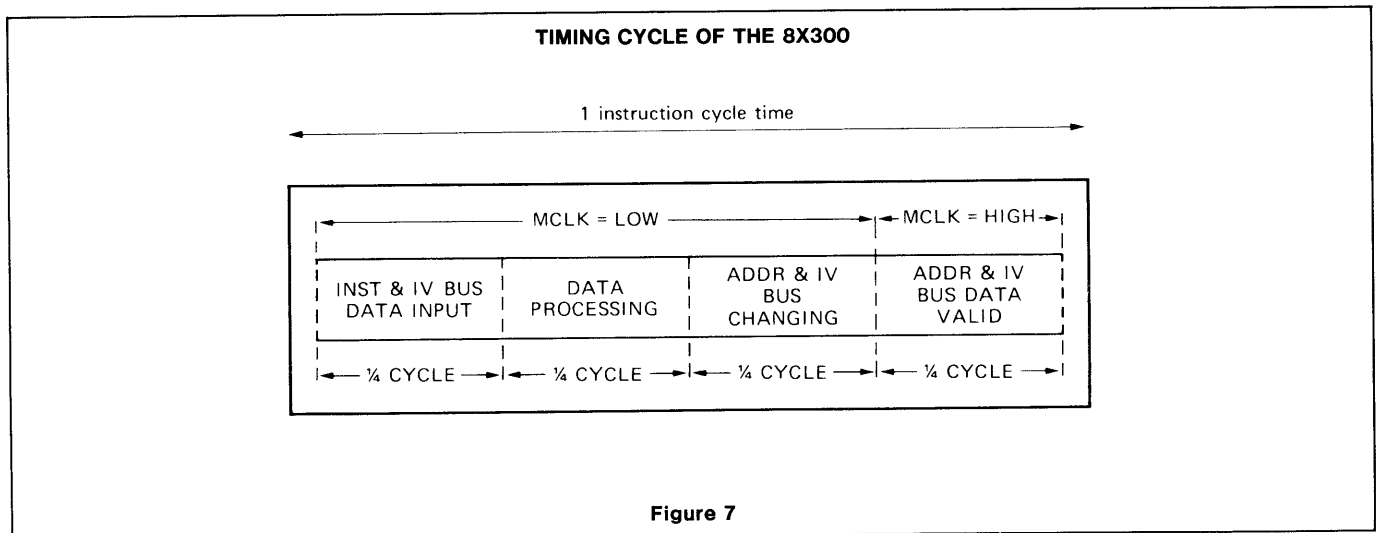 TIMING CYCLE OF THE 8X300
1 instruction cycle time
MCLK = LOW
MCLK = HIGH
INST & IV BUS
DATA INPUT
DATA
PROCESSING
ADDR & IV
BUS
CHANGING
ADDR & IV
BUS DATA
VALID
¼ CYCLE
¼ CYCLE
¼ CYCLE
¼ CYCLE
Figure 7